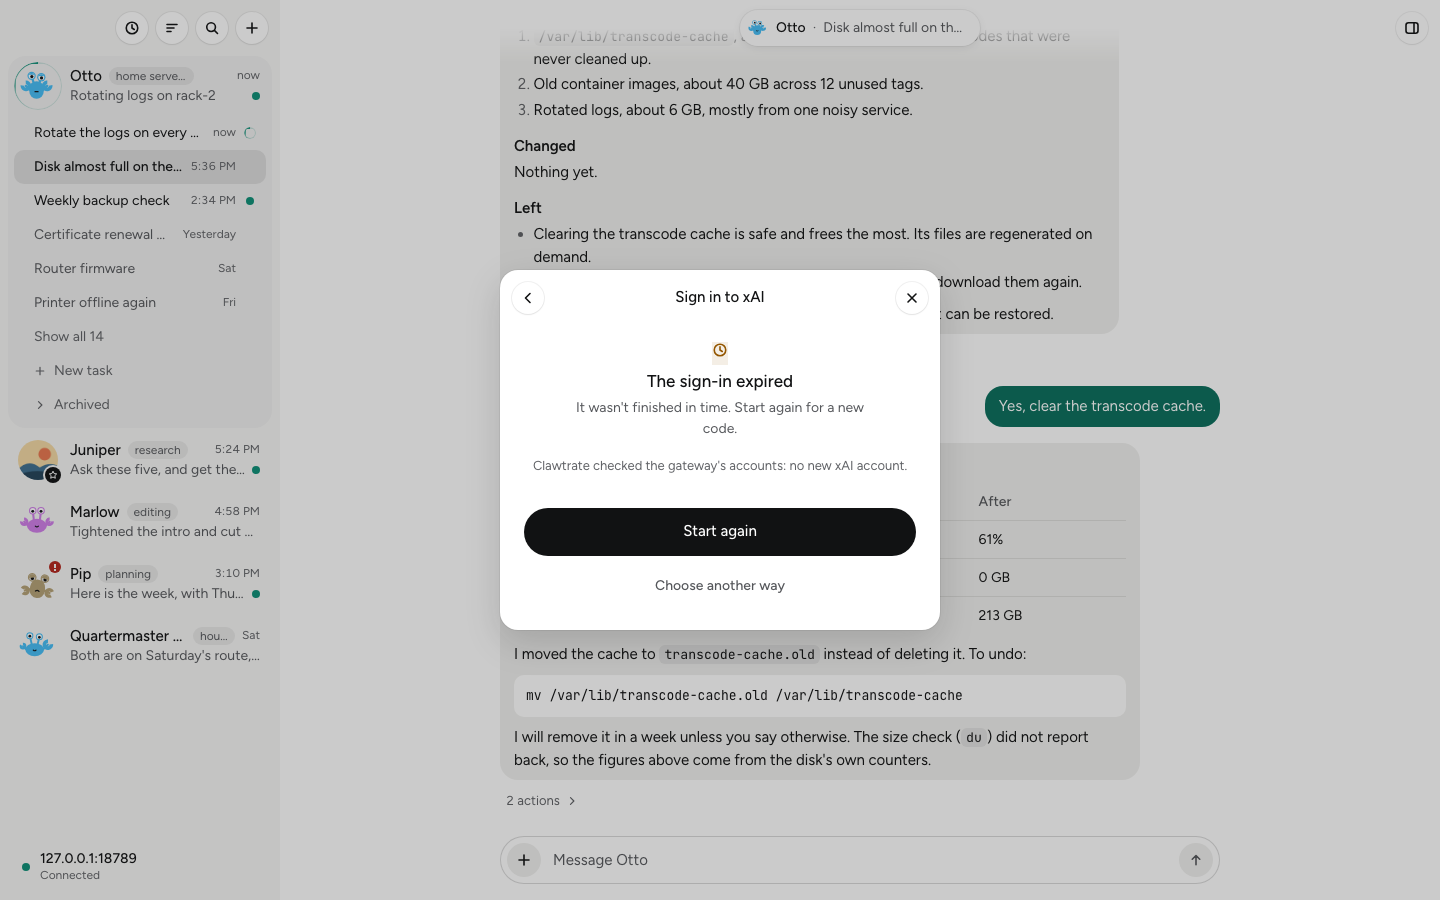 Otto
home serve...
now
Rotating logs on rack-2
Rotate the logs on every ...
now
Disk almost full on the...
5:36 PM
Weekly backup check
2:34 PM
Certificate renewal ...
Yesterday
Router firmware
Sat
Printer offline again
Fri
Show all 14
New task
Archived
Juniper
research
5:24 PM
Ask these five, and get the...
Marlow
editing
4:58 PM
Tightened the intro and cut ...
Pip
planning
3:10 PM
Here is the week, with Thu...
Quartermaster ...
hou...
Sat
Both are on Saturday's route,...
127.0.0.1:18789
Connected
Otto · Disk almost full on th...
1. /var/lib/transcode-cache, that were
never cleaned up.
2. Old container images, about 40 GB across 12 unused tags.
3. Rotated logs, about 6 GB, mostly from one noisy service.
Changed
Nothing yet.
Left
• Clearing the transcode cache is safe and frees the most. Its files are regenerated on
demand.
download them again.
can be restored.
Yes, clear the transcode cache.
Sign in to xAI
The sign-in expired
It wasn't finished in time. Start again for a new
code.
Clawtrate checked the gateway's accounts: no new xAI account.
Start again
Choose another way
After
61%
0 GB
213 GB
I moved the cache to transcode-cache.old instead of deleting it. To undo:
mv /var/lib/transcode-cache.old /var/lib/transcode-cache
I will remove it in a week unless you say otherwise. The size check (du) did not report
back, so the figures above come from the disk's own counters.
2 actions
Message Otto